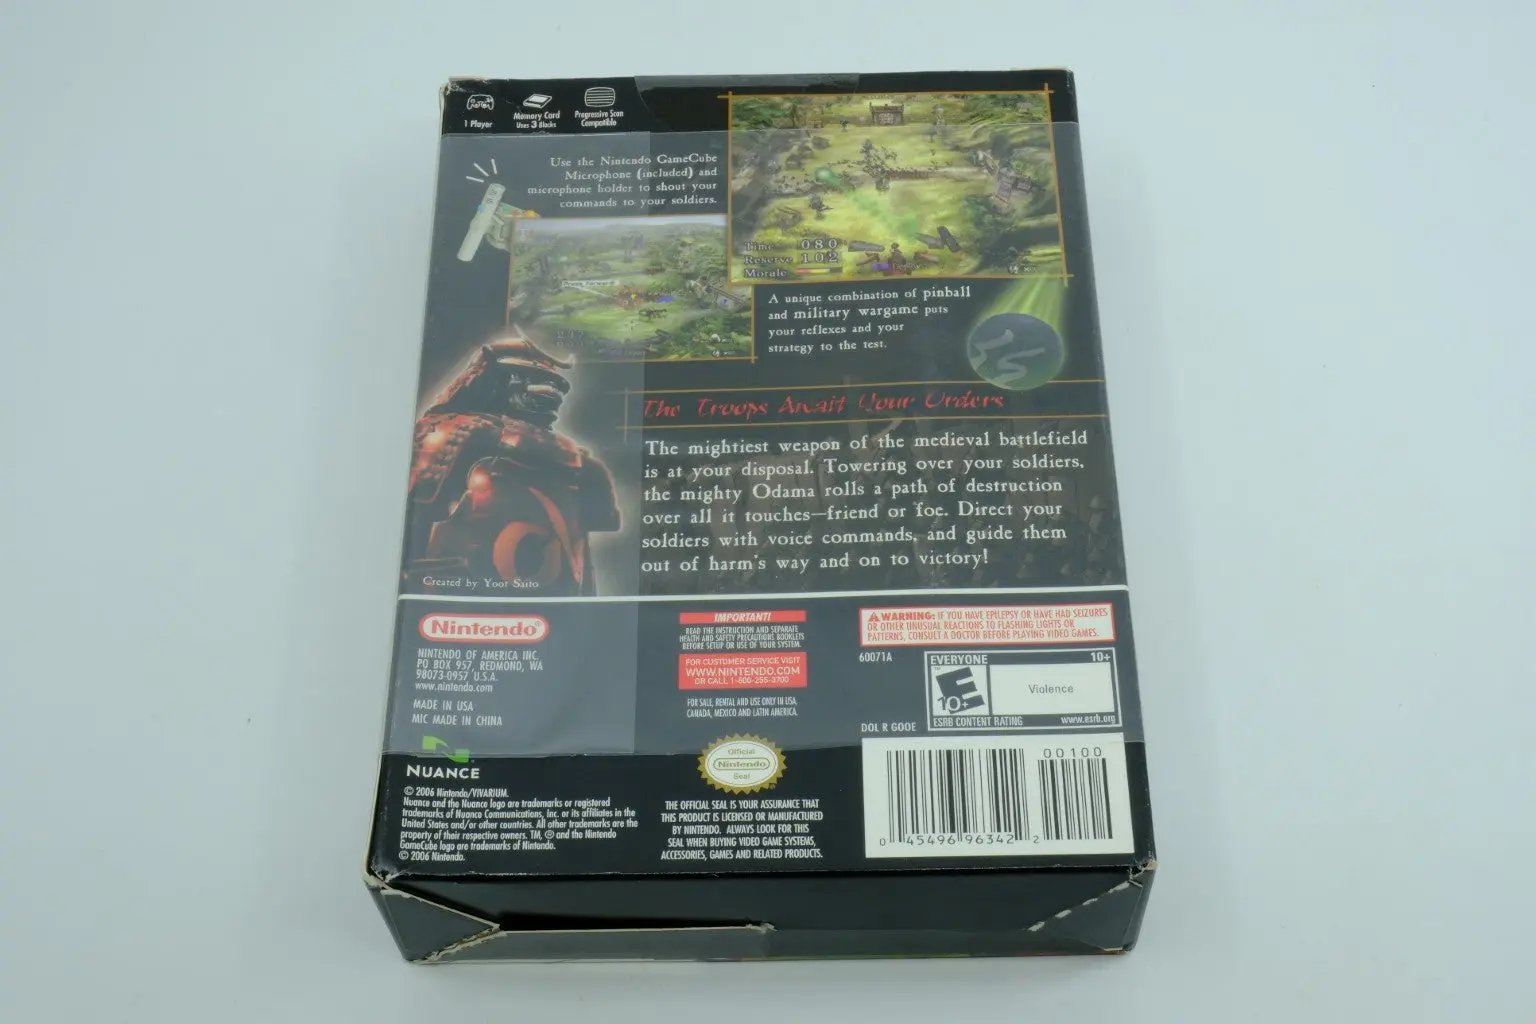 1 Player
Memory Card
Uses 3 Blocks
Progressive Scan
Compatible
Use the Nintendo GameCube
Microphone (included) and
microphone holder to shout your
commands to your soldiers.
Time 080
Reserve 102
Morale
Press Forward!
A unique combination of pinball
and military wargame puts
your reflexes and your
strategy to the test.
The Troops Await Your Orders
The mightiest weapon of the medieval battlefield
is at your disposal. Towering over your soldiers,
the mighty Odama rolls a path of destruction
over all it touches—friend or foe. Direct your
soldiers with voice commands, and guide them
out of harm's way and on to victory!
Created by Yoot Saito
Nintendo®
NINTENDO OF AMERICA INC.
PO BOX 957, REDMOND, WA
98073-0957 U.S.A.
www.nintendo.com
MADE IN USA
MIC MADE IN CHINA
NUANCE
© 2006 Nintendo/VIVARIUM.
Nuance and the Nuance logo are trademarks or registered
trademarks of Nuance Communications, Inc. or its affiliates in the
United States and/or other countries. All other trademarks are the
property of their respective owners. TM, ® and the Nintendo
GameCube logo are trademarks of Nintendo.
© 2006 Nintendo.
IMPORTANT!
READ THE INSTRUCTION AND SEPARATE
HEALTH AND SAFETY PRECAUTIONS BOOKLETS
BEFORE SETUP OR USE OF YOUR SYSTEM.
FOR CUSTOMER SERVICE VISIT
WWW.NINTENDO.COM
OR CALL 1-800-255-3700
FOR SALE, RENTAL AND USE ONLY IN USA,
CANADA, MEXICO AND LATIN AMERICA.
Official
Nintendo
Seal
THE OFFICIAL SEAL IS YOUR ASSURANCE THAT
THIS PRODUCT IS LICENSED OR MANUFACTURED
BY NINTENDO. ALWAYS LOOK FOR THIS
SEAL WHEN BUYING VIDEO GAME SYSTEMS,
ACCESSORIES, GAMES AND RELATED PRODUCTS.
WARNING: IF YOU HAVE EPILEPSY OR HAVE HAD SEIZURES
OR OTHER UNUSUAL REACTIONS TO FLASHING LIGHTS OR
PATTERNS, CONSULT A DOCTOR BEFORE PLAYING VIDEO GAMES.
60071A
EVERYONE 10+
E 10+
Violence
ESRB CONTENT RATING www.esrb.org
DOL R GOOE
00100
0 45496 96342 2